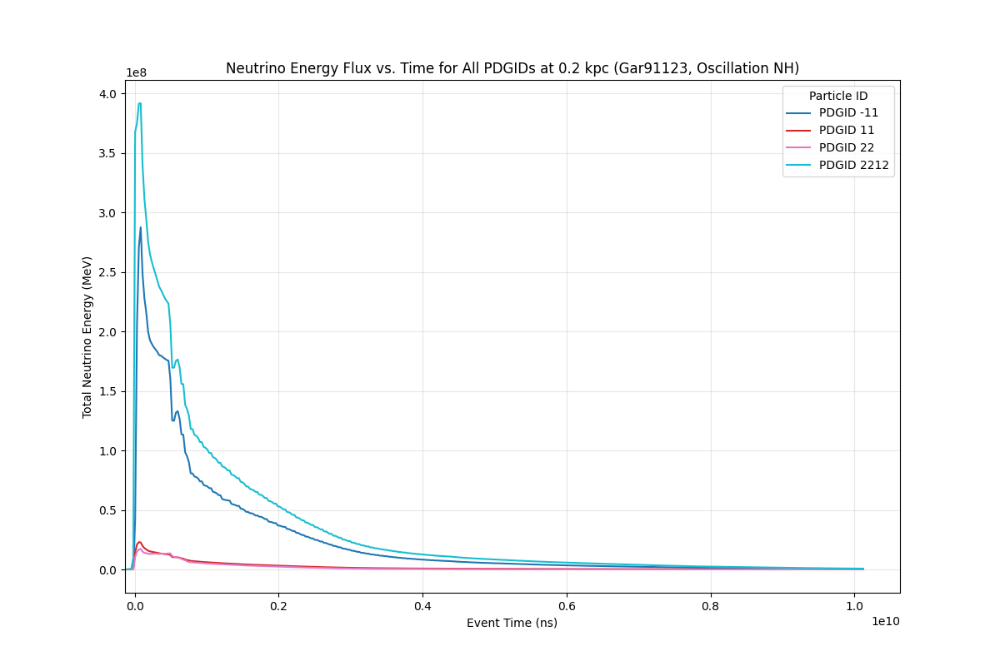 Neutrino Energy Flux vs. Time for All PDGIDs at 0.2 kpc (Gar91123, Oscillation NH)
1e8
4.0
3.5
3.0
2.5
2.0
1.5
1.0
0.5
0.0
Total Neutrino Energy (MeV)
Particle ID
PDGID -11
PDGID 11
PDGID 22
PDGID 2212
0.0 0.2 0.4 0.6 0.8 1.0
1e10
Event Time (ns)